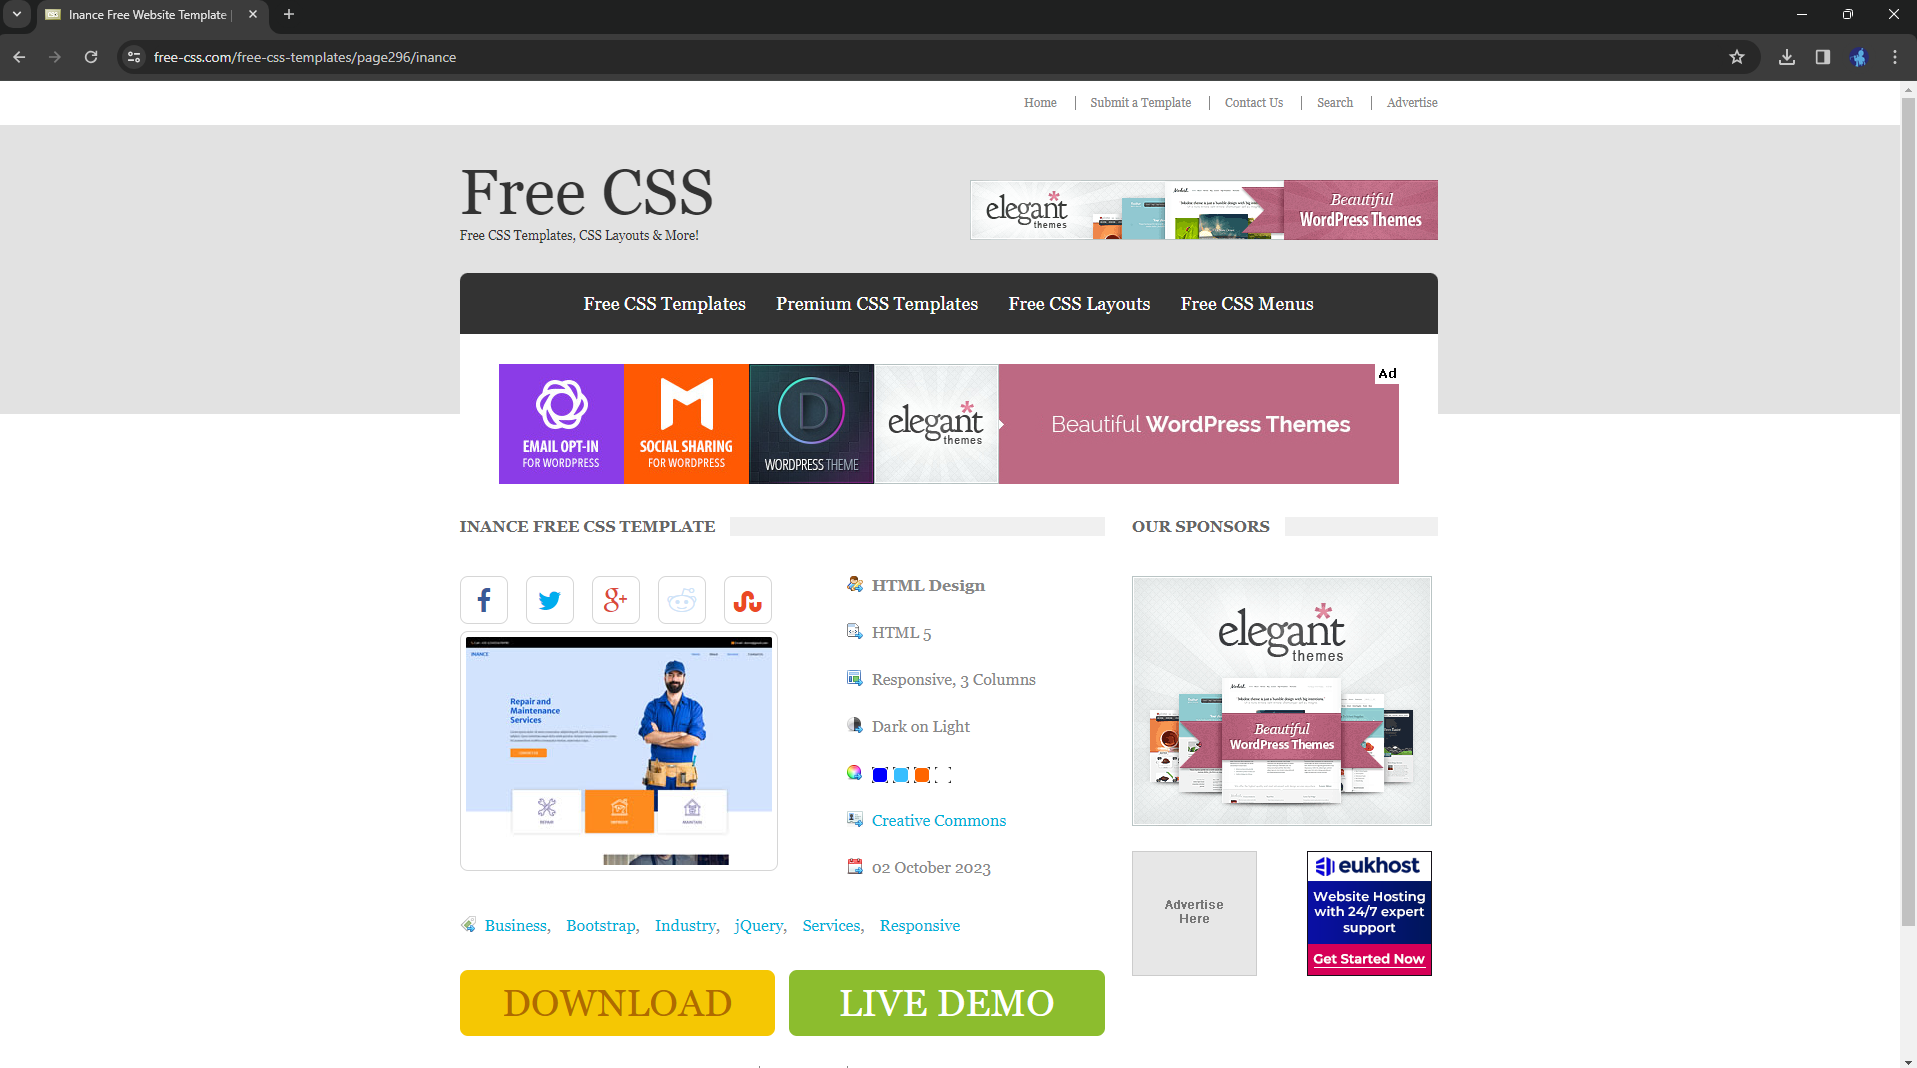 Inance Free Website Template |
free-css.com/free-css-templates/page296/inance
Home
Submit a Template
Contact Us
Search
Advertise
Free CSS
Free CSS Templates, CSS Layouts & More!
elegant
themes
Beautiful
WordPress Themes
Free CSS Templates
Premium CSS Templates
Free CSS Layouts
Free CSS Menus
EMAIL OPT-IN
FOR WORDPRESS
SOCIAL SHARING
FOR WORDPRESS
D
WORDPRESS THEME
elegant
themes
Beautiful WordPress Themes
Ad
INANCE FREE CSS TEMPLATE
OUR SPONSORS
HTML Design
HTML 5
Responsive, 3 Columns
Dark on Light
Creative Commons
02 October 2023
INANCE
Repair and
Maintenance
Services
REPAIR
MAINTAIN
elegant
themes
Beautiful
WordPress Themes
Advertise
Here
eukhost
Website Hosting
with 24/7 expert
support
Get Started Now
Business, Bootstrap, Industry, jQuery, Services, Responsive
DOWNLOAD
LIVE DEMO